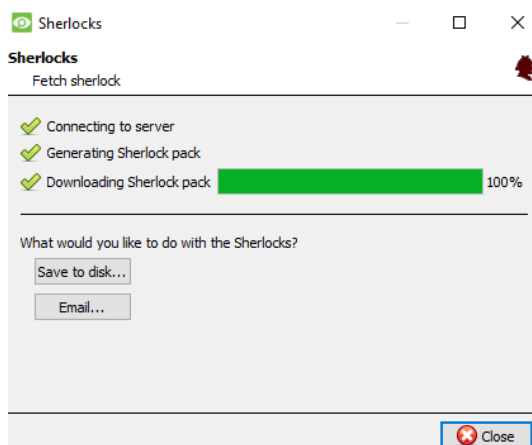 Sherlocks
Sherlocks
Fetch sherlock
Connecting to server
Generating Sherlock pack
Downloading Sherlock pack 100%
What would you like to do with the Sherlocks?
Save to disk...
Email...
Close